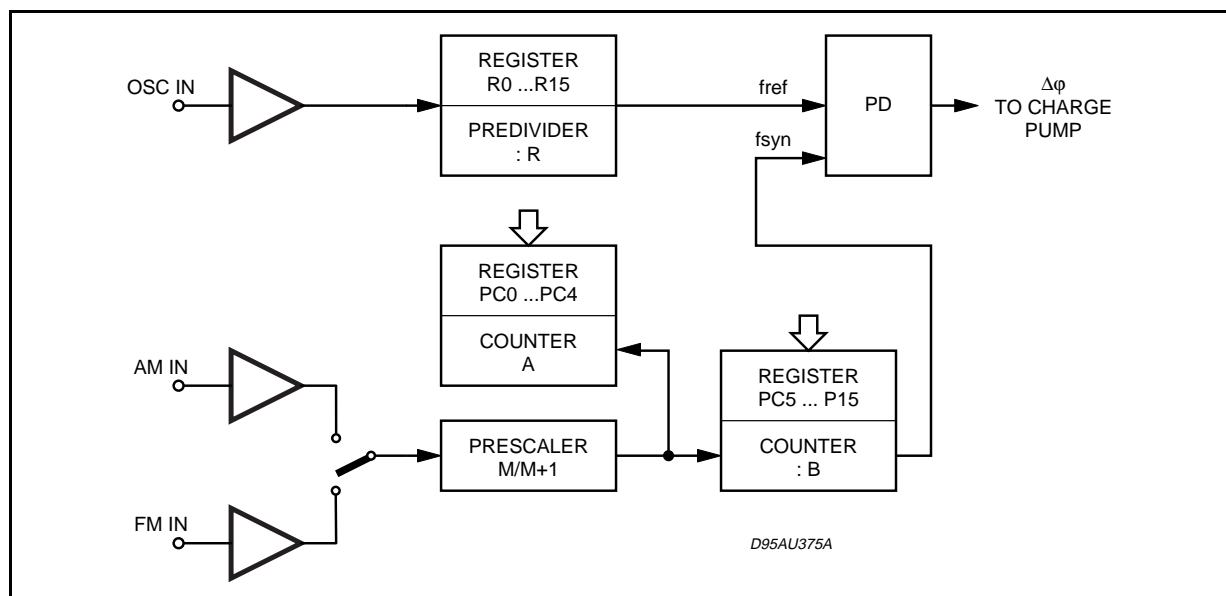 OSC IN
REGISTER
R0 ...R15
PREDIVIDER
: R
fref
fsyn
PD
Δφ
TO CHARGE
PUMP
REGISTER
PC0 ...PC4
COUNTER
A
AM IN
FM IN
PRESCALER
M/M+1
REGISTER
PC5 ... P15
COUNTER
: B
D95AU375A